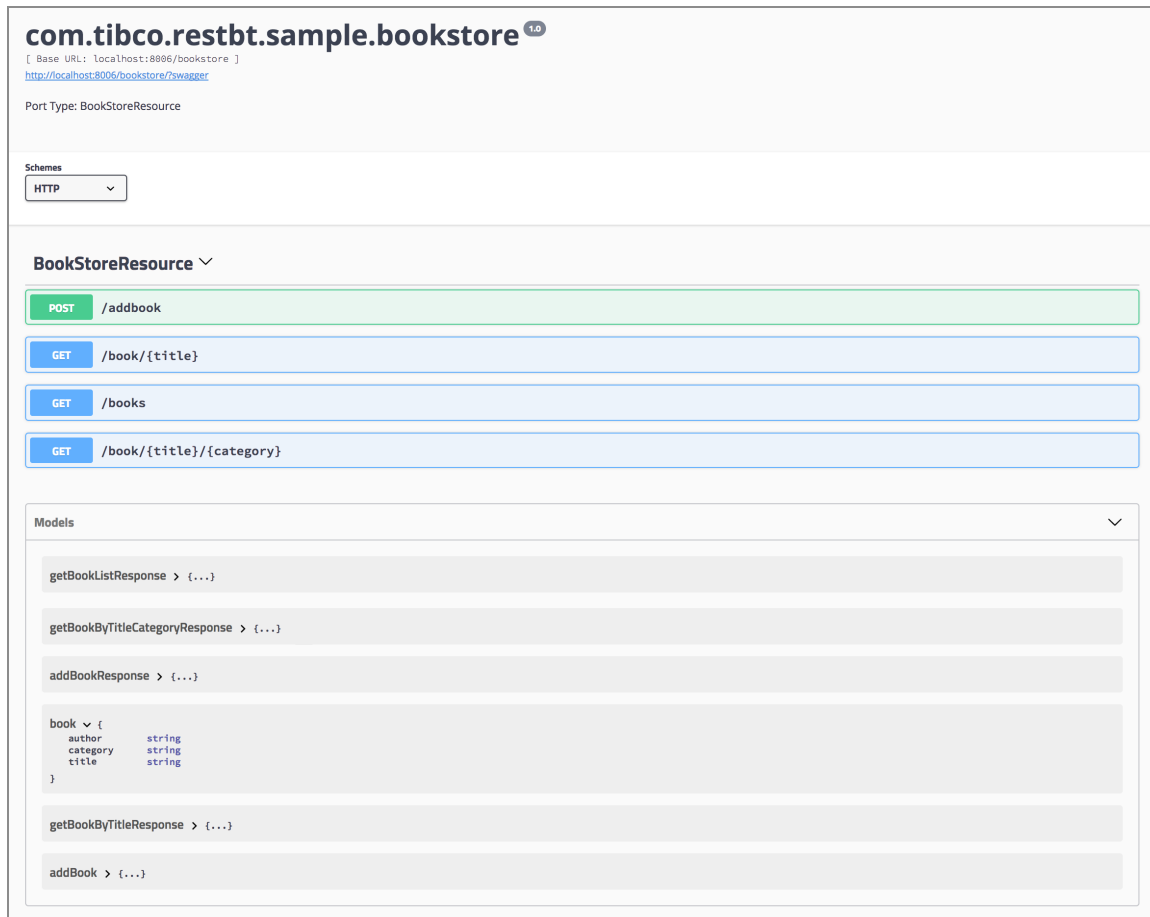 com.tibco.restbt.sample.bookstore 1.0
[ Base URL: localhost:8006/bookstore ]
http://localhost:8006/bookstore/?swagger
Port Type: BookStoreResource
Schemes
HTTP
BookStoreResource
POST /addbook
GET /book/{title}
GET /books
GET /book/{title}/{category}
Models
getBookListResponse > {...}
getBookByTitleCategoryResponse > {...}
addBookResponse > {...}
book {
author string
category string
title string
}
getBookByTitleResponse > {...}
addBook > {...}